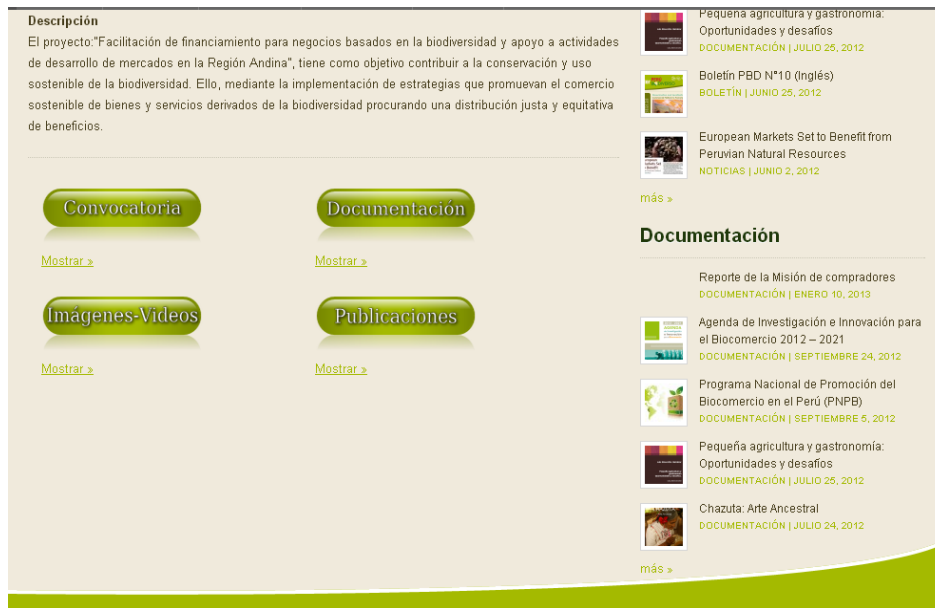 Descripción
El proyecto:"Facilitación de financiamiento para negocios basados en la biodiversidad y apoyo a actividades
de desarrollo de mercados en la Región Andina", tiene como objetivo contribuir a la conservación y uso
sostenible de la biodiversidad. Ello, mediante la implementación de estrategias que promuevan el comercio
sostenible de bienes y servicios derivados de la biodiversidad procurando una distribución justa y equitativa
de beneficios.
Convocatoria
Documentación
Mostrar »
Mostrar »
Imágenes-Videos
Publicaciones
Mostrar »
Mostrar »
Pequeña agricultura y gastronomía:
Oportunidades y desafíos
DOCUMENTACIÓN | JULIO 25, 2012
Boletín PBD N°10 (Inglés)
BOLETÍN | JUNIO 25, 2012
European Markets Set to Benefit from
Peruvian Natural Resources
NOTICIAS | JUNIO 2, 2012
más »
Documentación
Reporte de la Misión de compradores
DOCUMENTACIÓN | ENERO 10, 2013
Agenda de Investigación e Innovación para
el Biocomercio 2012 – 2021
DOCUMENTACIÓN | SEPTIEMBRE 24, 2012
Programa Nacional de Promoción del
Biocomercio en el Perú (PNPB)
DOCUMENTACIÓN | SEPTIEMBRE 5, 2012
Pequeña agricultura y gastronomía:
Oportunidades y desafíos
DOCUMENTACIÓN | JULIO 25, 2012
Chazuta: Arte Ancestral
DOCUMENTACIÓN | JULIO 24, 2012
más »